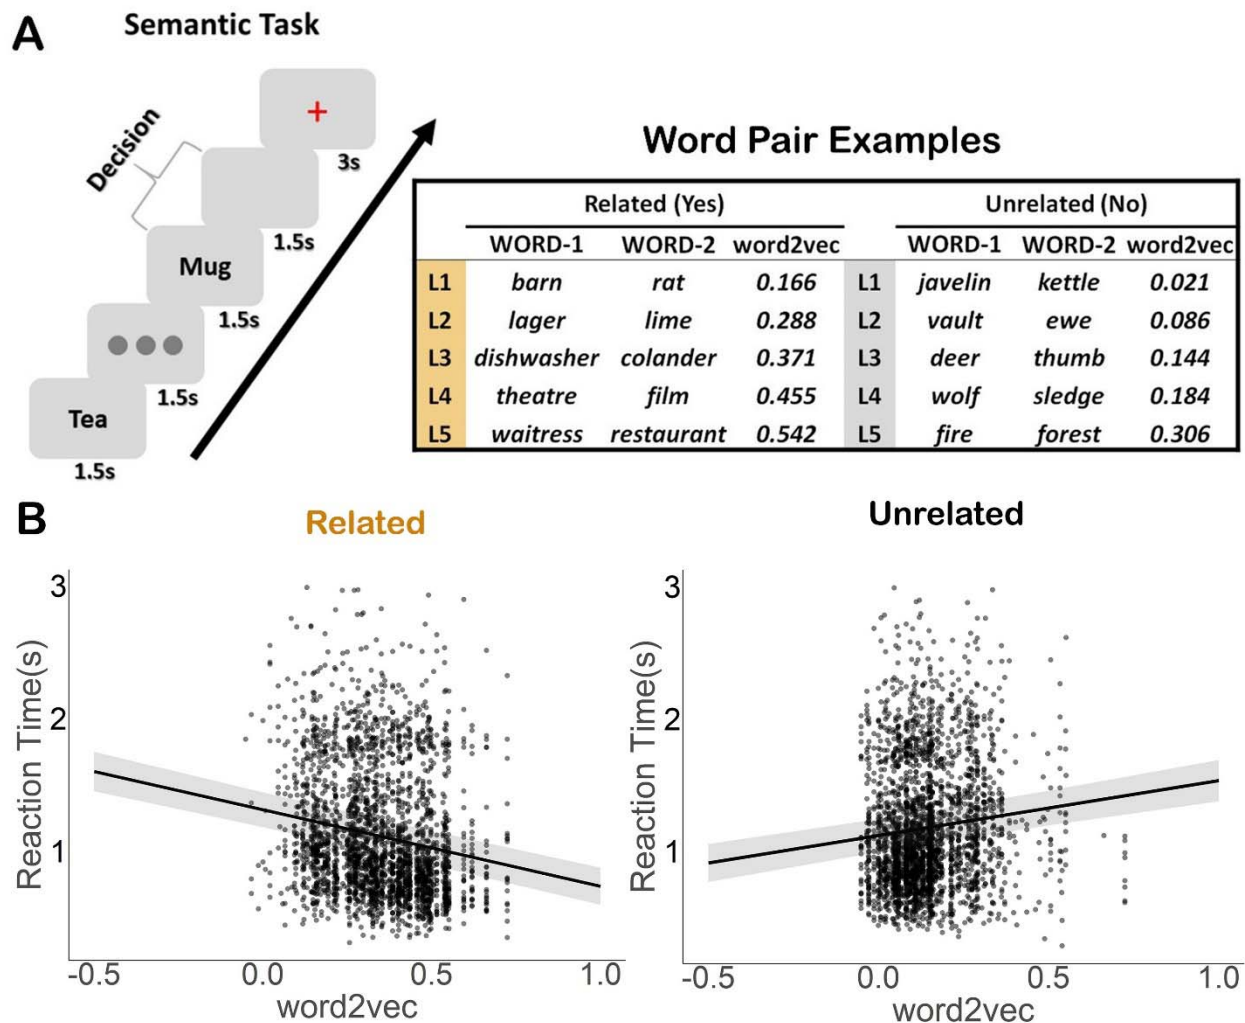 A
Semantic Task
+
3s
Decision
1.5s
Mug
1.5s
1.5s
Tea
1.5s
Word Pair Examples
Related (Yes) Unrelated (No)
WORD-1 WORD-2 word2vec WORD-1 WORD-2 word2vec
L1 barn rat 0.166 L1 javelin kettle 0.021
L2 lager lime 0.288 L2 vault ewe 0.086
L3 dishwasher colander 0.371 L3 deer thumb 0.144
L4 theatre film 0.455 L4 wolf sledge 0.184
L5 waitress restaurant 0.542 L5 fire forest 0.306
B
Related
Reaction Time(s)
3
2
1
-0.5 0.0 0.5 1.0
word2vec
Unrelated
Reaction Time(s)
3
2
1
-0.5 0.0 0.5 1.0
word2vec